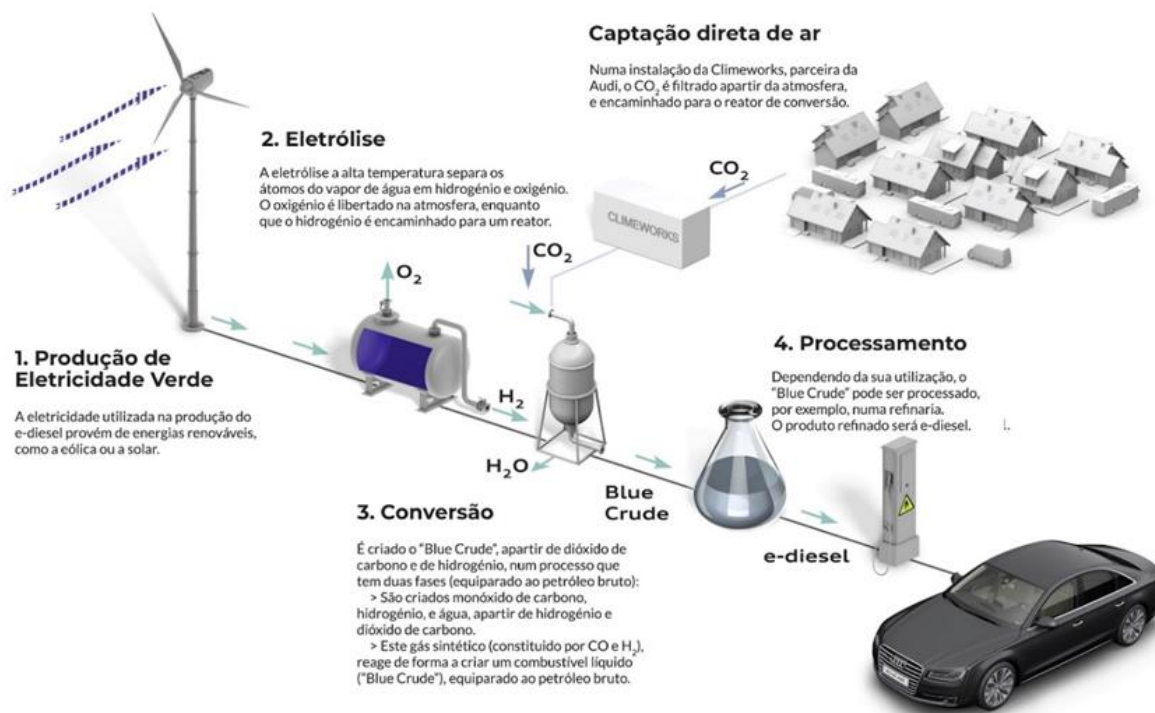 Captação direta de ar
Numa instalação da Climeworks, parceira da
Audi, o CO₂ é filtrado apartir da atmosfera,
e encaminhado para o reator de conversão.
2. Eletrólise
A eletrólise a alta temperatura separa os
átomos do vapor de água em hidrogénio e oxigénio.
O oxigénio é libertado na atmosfera, enquanto
que o hidrogénio é encaminhado para um reator.
CO₂
CLIMEWORKS
CO₂
O₂
1. Produção de
Eletricidade Verde
A eletricidade utilizada na produção do
e-diesel provém de energias renováveis,
como a eólica ou a solar.
H₂
H₂O
4. Processamento
Dependendo da sua utilização, o
"Blue Crude" pode ser processado,
por exemplo, numa refinaria.
O produto refinado será e-diesel. l.
Blue
Crude
3. Conversão
É criado o "Blue Crude", apartir de dióxido de
carbono e de hidrogénio, num processo que
tem duas fases (equiparado ao petróleo bruto):
> São criados monóxido de carbono,
hidrogénio, e água, apartir de hidrogénio e
dióxido de carbono.
> Este gás sintético (constituido por CO e H₂),
reage de forma a criar um combustível líquido
("Blue Crude"), equiparado ao petróleo bruto.
e-diesel